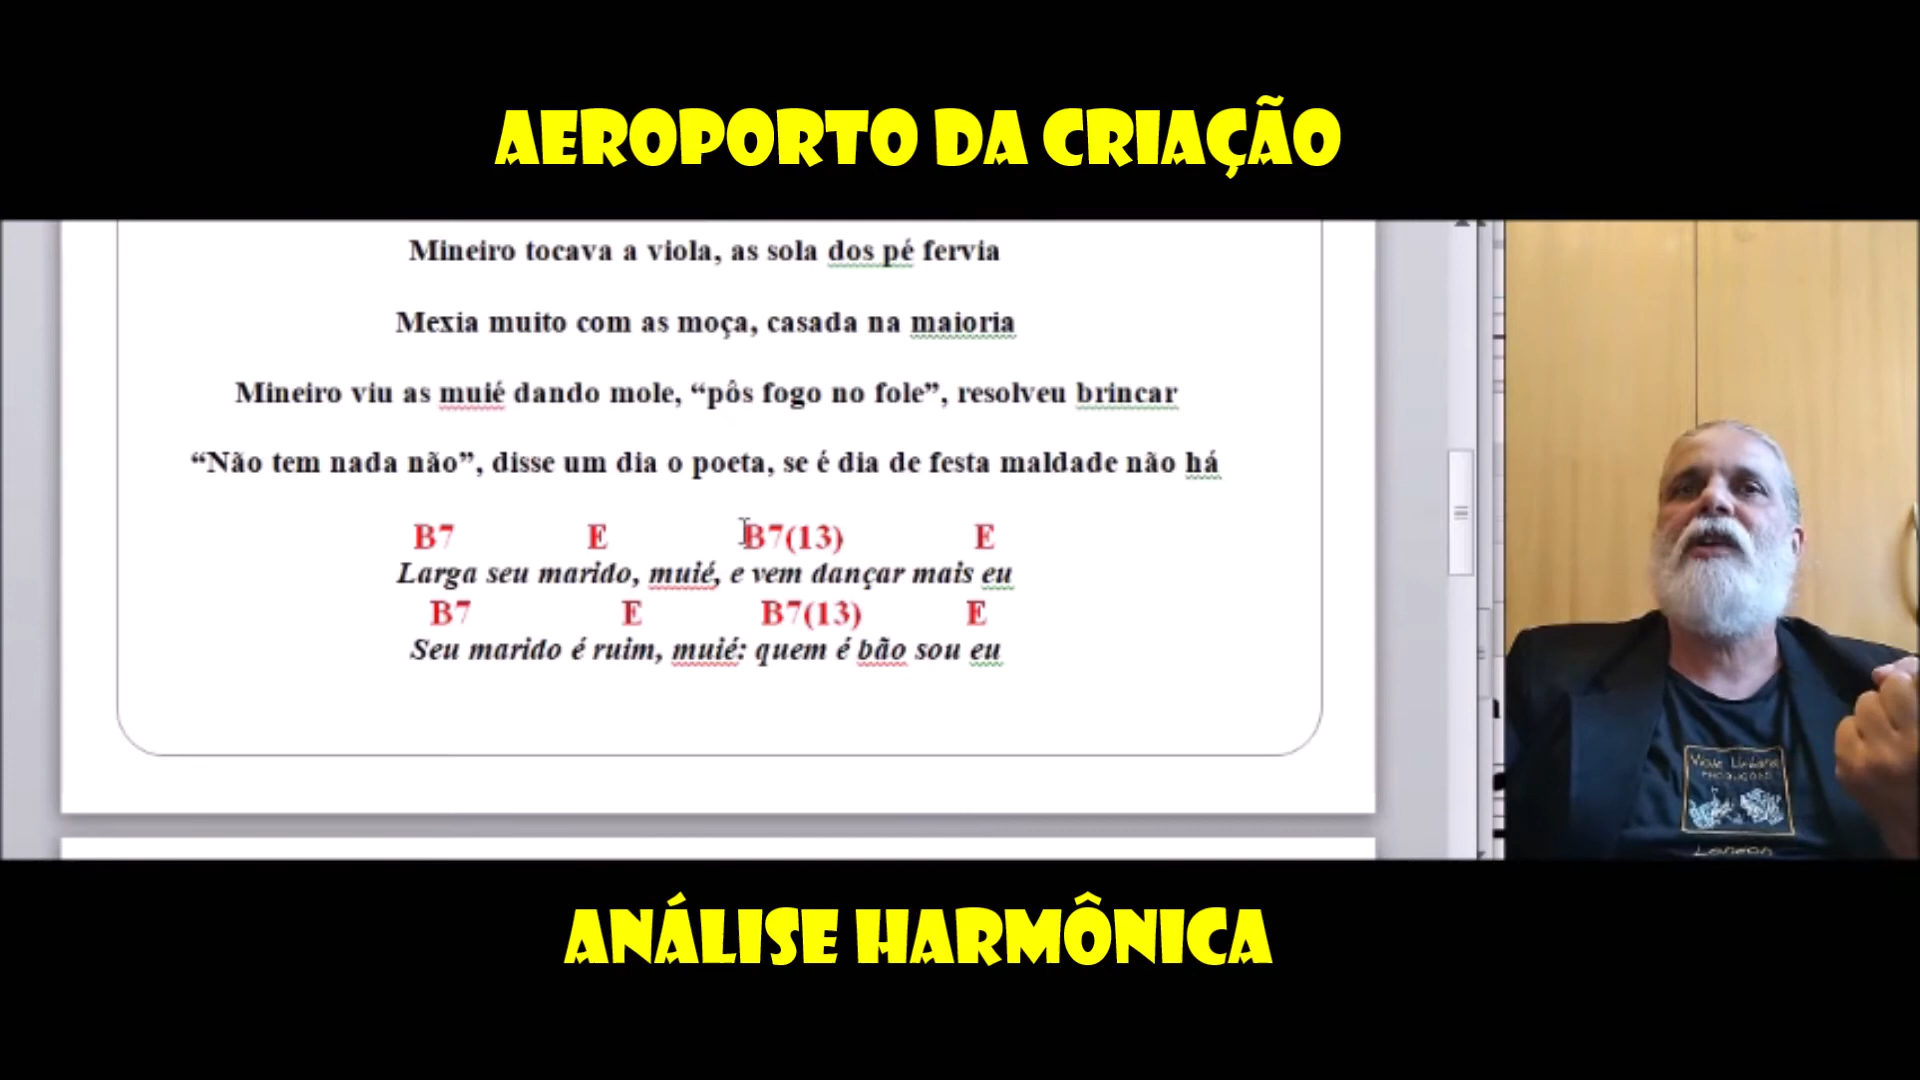 AEROPORTO DA CRIAÇÃO
Mineiro tocava a viola, as sola dos pé fervia
Mexia muito com as moça, casada na maioria
Mineiro viu as muié dando mole, “pôs fogo no fole”, resolveu brincar
“Não tem nada não”, disse um dia o poeta, se é dia de festa maldade não há
B7 E B7(13) E
Larga seu marido, muié, e vem dançar mais eu
B7 E B7(13) E
Seu marido é ruim, muié: quem é bão sou eu
London
ANÁLISE HARMÔNICA